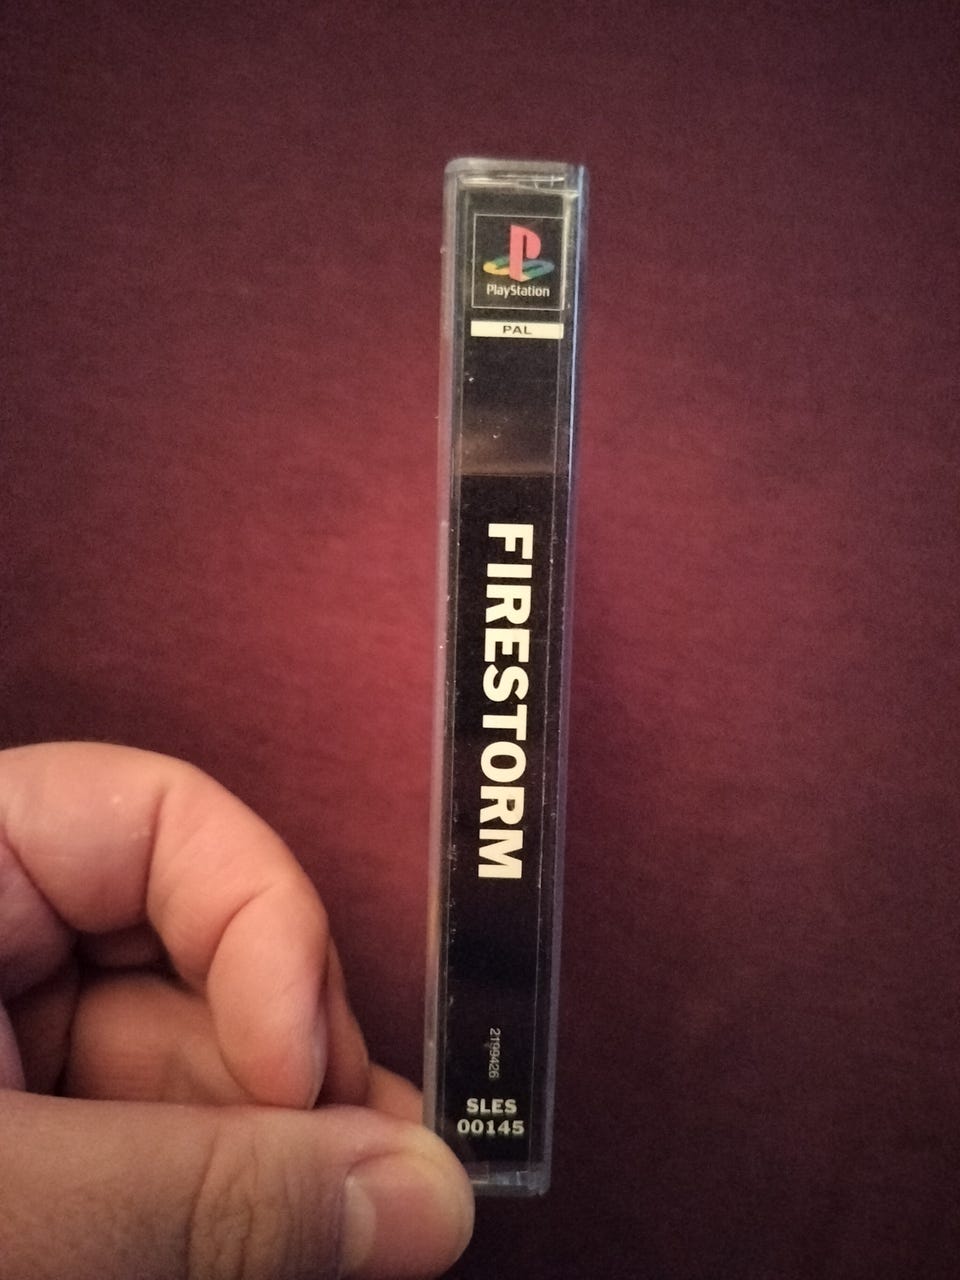 PlayStation
PAL
FIRESTORM
2199426
SLES
00145